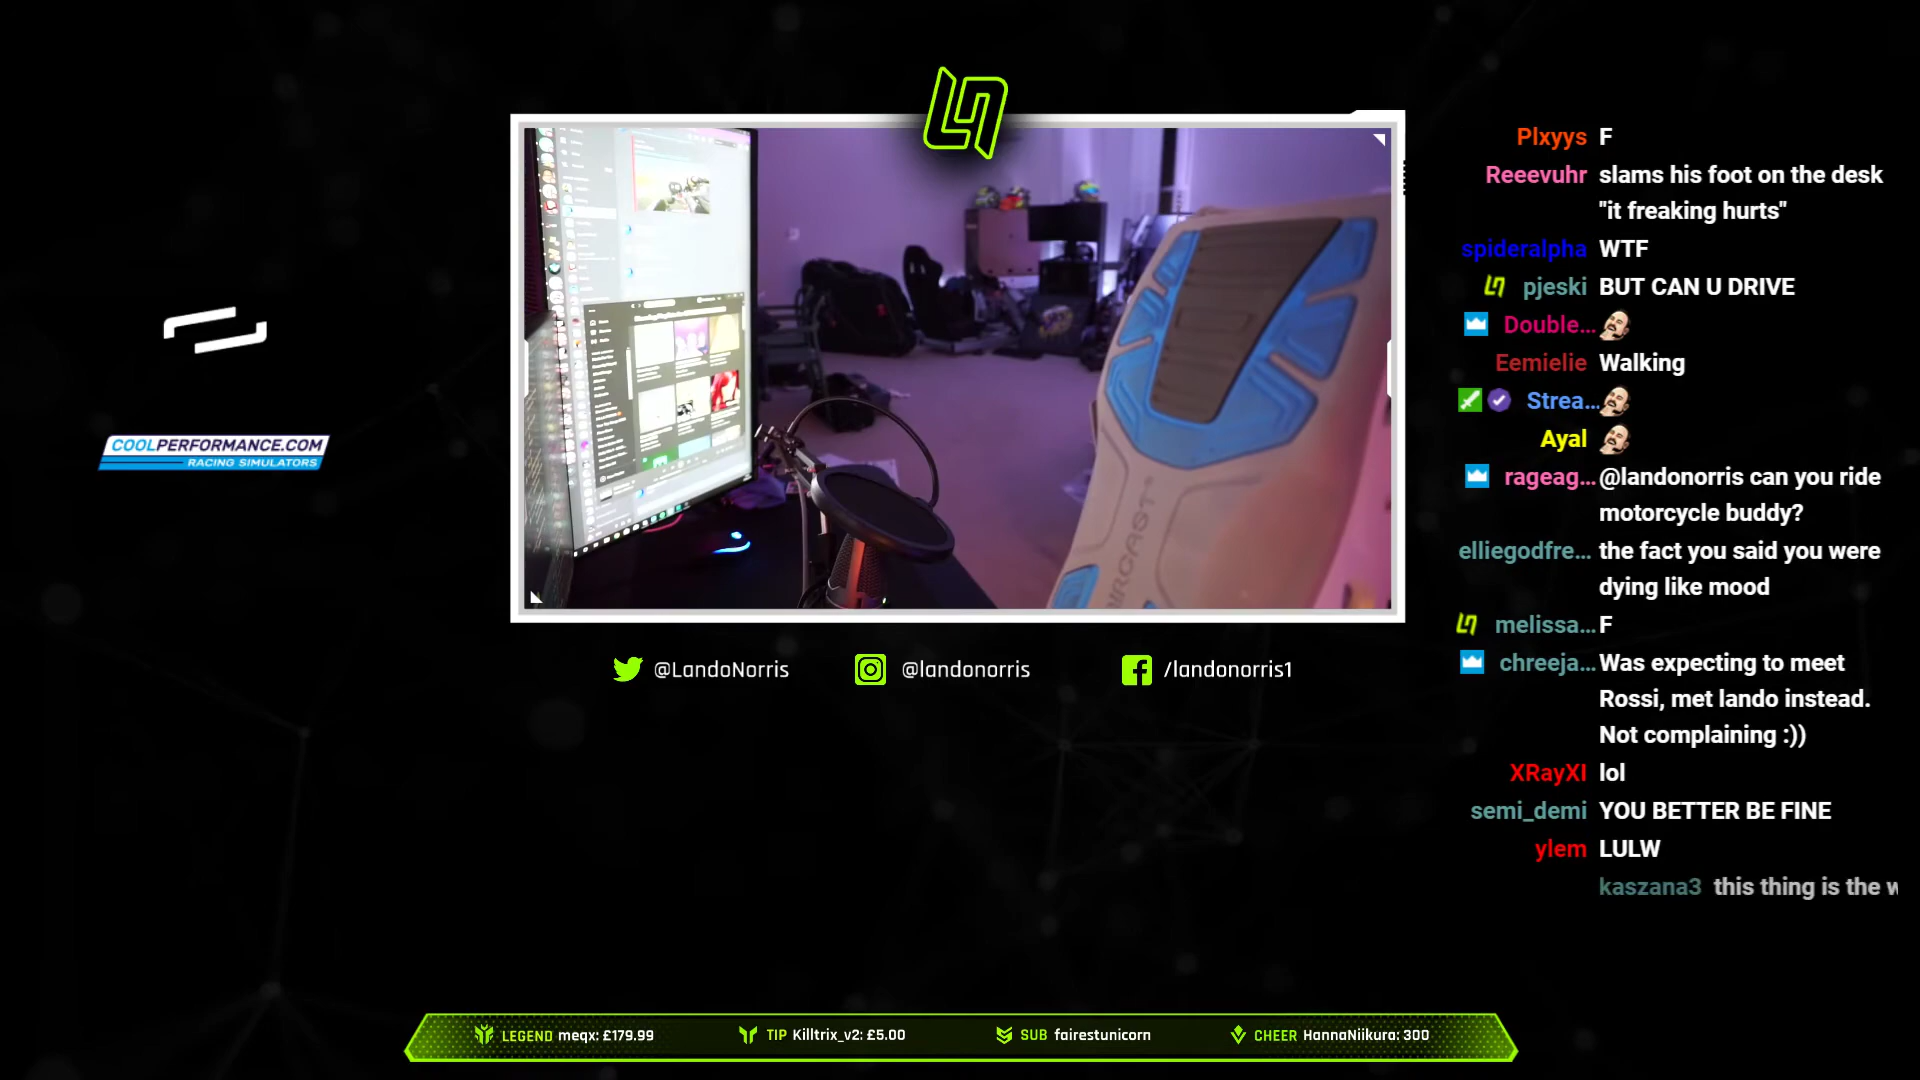 Plxyys F
Reeevuhr slams his foot on the desk
"it freaking hurts"
spideralpha WTF
pjeski BUT CAN U DRIVE
Double...
Eemielie Walking
Strea...
Ayal
rageag... @landonorris can you ride
motorcycle buddy?
elliegodfre... the fact you said you were
dying like mood
melissa... F
chreeja... Was expecting to meet
Rossi, met lando instead.
Not complaining :))
XRayXI lol
semi_demi YOU BETTER BE FINE
ylem LULW
kaszana3 this thing is the w
COOLPERFORMANCE.COM
RACING SIMULATORS
AIRCAST
@LandoNorris @landonorris /landonorris1
LEGEND meqx: £179.99 TIP Killtrix_v2: £5.00 SUB fairestunicorn CHEER HannaNiikura: 300